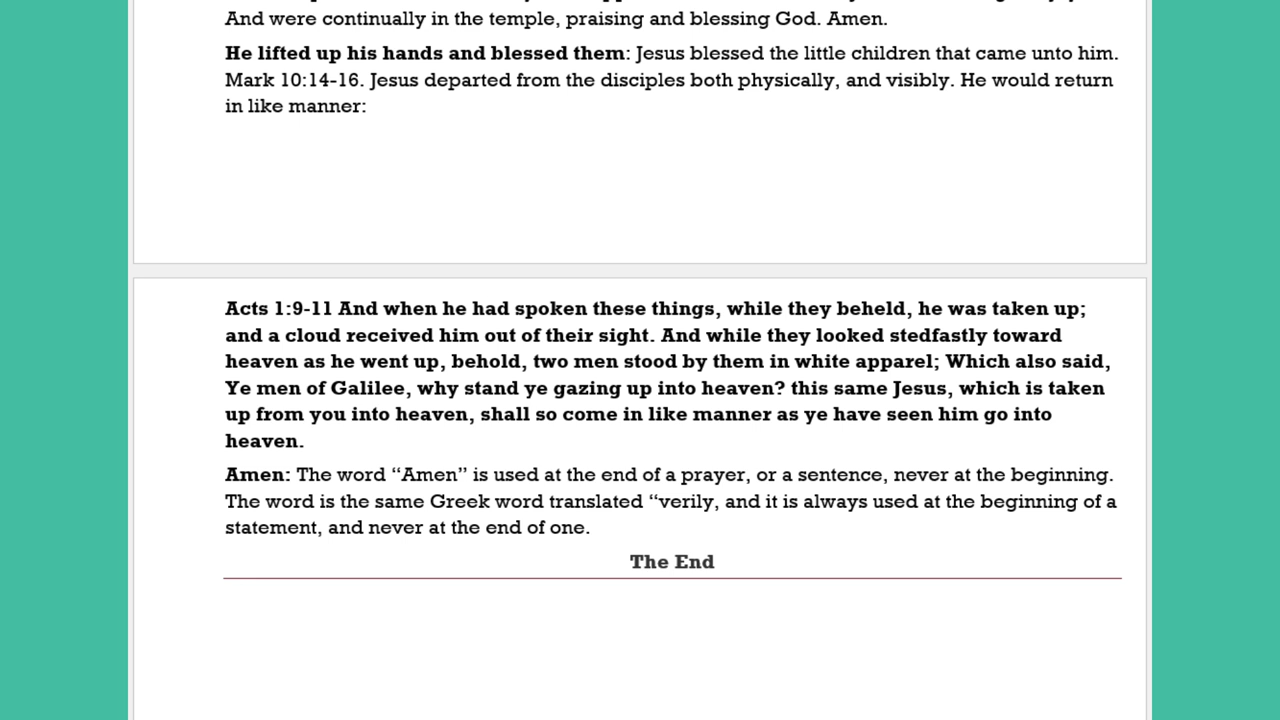 And were continually in the temple, praising and blessing God. Amen.
He lifted up his hands and blessed them: Jesus blessed the little children that came unto him.
Mark 10:14-16. Jesus departed from the disciples both physically, and visibly. He would return
in like manner:
Acts 1:9-11 And when he had spoken these things, while they beheld, he was taken up;
and a cloud received him out of their sight. And while they looked stedfastly toward
heaven as he went up, behold, two men stood by them in white apparel; Which also said,
Ye men of Galilee, why stand ye gazing up into heaven? this same Jesus, which is taken
up from you into heaven, shall so come in like manner as ye have seen him go into
heaven.
Amen: The word “Amen” is used at the end of a prayer, or a sentence, never at the beginning.
The word is the same Greek word translated “verily, and it is always used at the beginning of a
statement, and never at the end of one.
The End